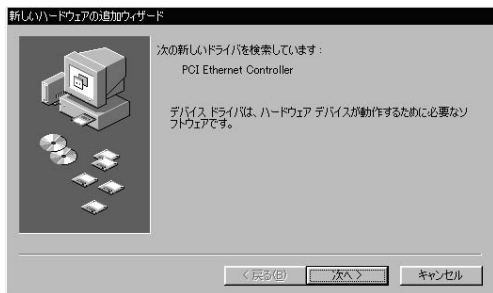 新しいハードウェアの追加ウィザード
次の新しいドライバを検索しています：
PCI Ethernet Controller
デバイス ドライバは、ハードウェア デバイスが動作するために必要なソ
フトウェアです。
< 戻る(B)
次へ >
キャンセル